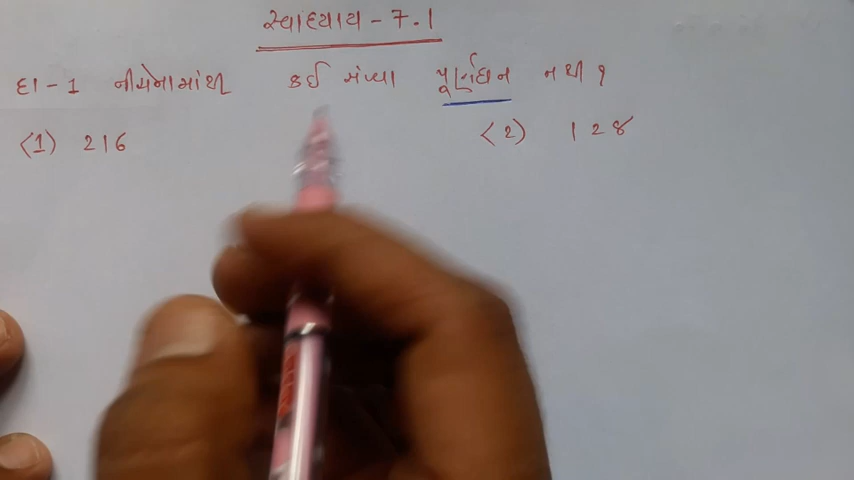 સ્વાધ્યાય - 7.1
દા - 1 નીચેનામાંથી કઈ સંખ્યા પૂર્ણઘન નથી ?
(1) 216 (2) 128